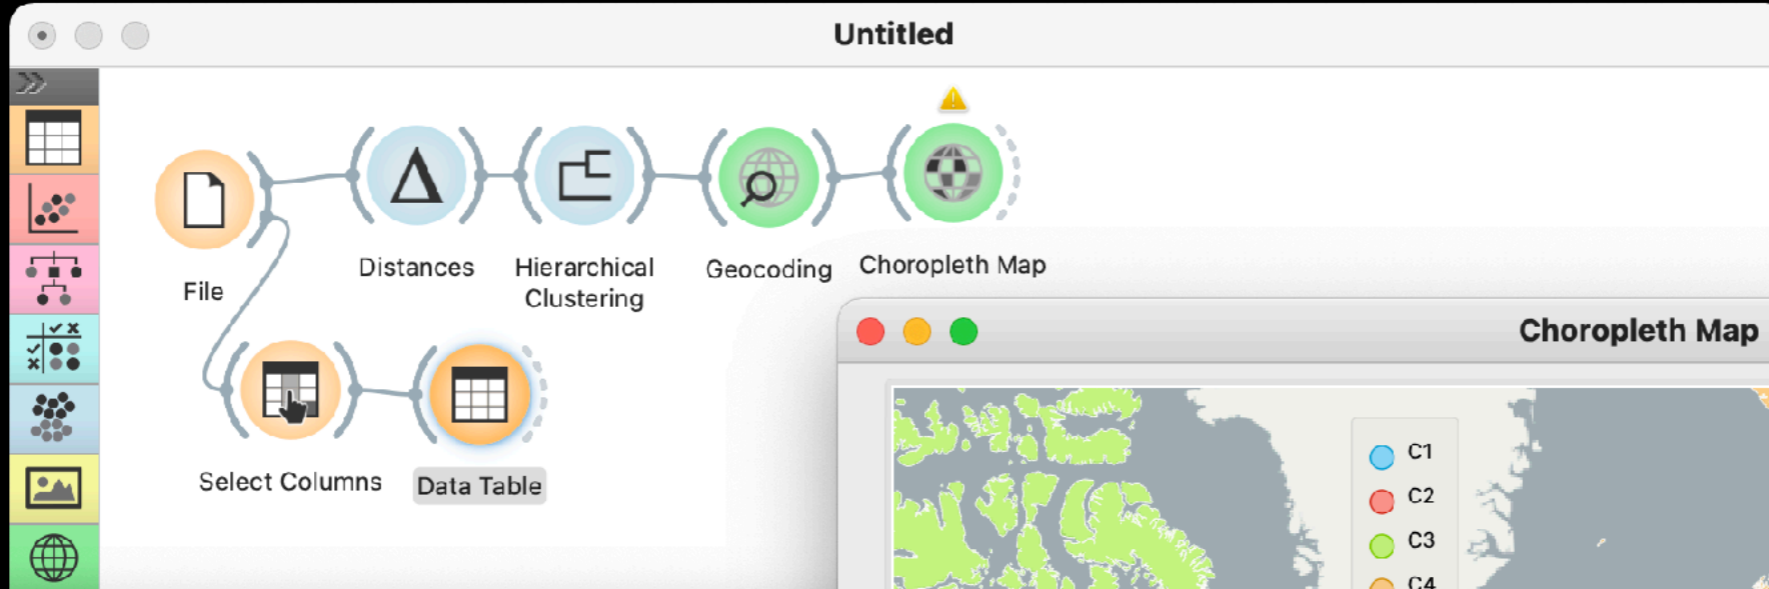 Untitled
File
Distances
Hierarchical
Clustering
Geocoding
Choropleth Map
Select Columns
Data Table
Choropleth Map
C1
C2
C3
C4